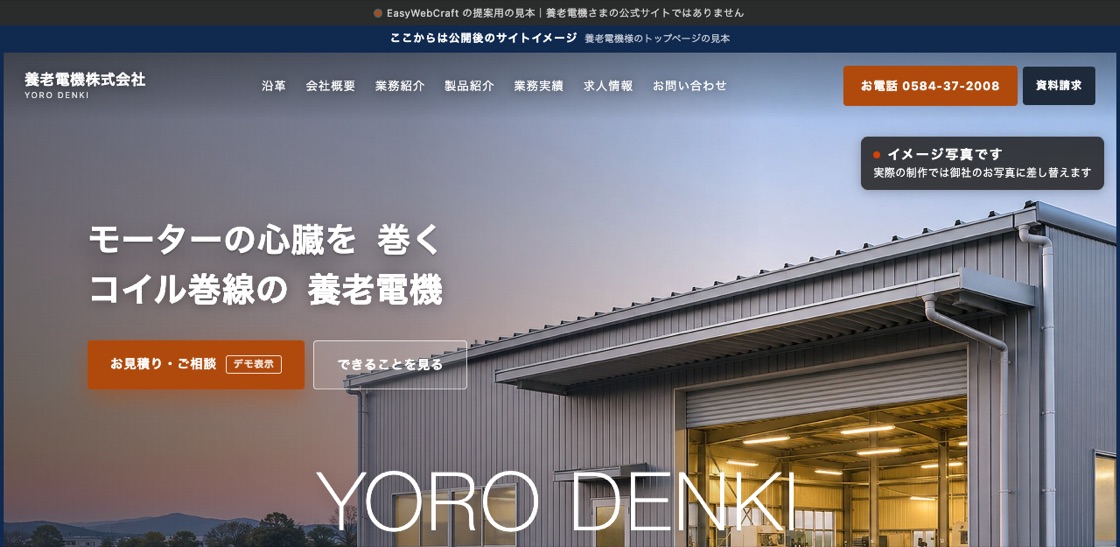 EasyWebCraft の提案用の見本｜養老電機さまの公式サイトではありません
ここからは公開後のサイトイメージ 養老電機様のトップページの見本
養老電機株式会社
YORO DENKI
沿革 会社概要 業務紹介 製品紹介 業務実績 求人情報 お問い合わせ
お電話 0584-37-2008
資料請求
イメージ写真です
実際の制作では御社のお写真に差し替えます
モーターの心臓を 巻く
コイル巻線の 養老電機
お見積り・ご相談 デモ表示
できることを見る
YORO DENKI